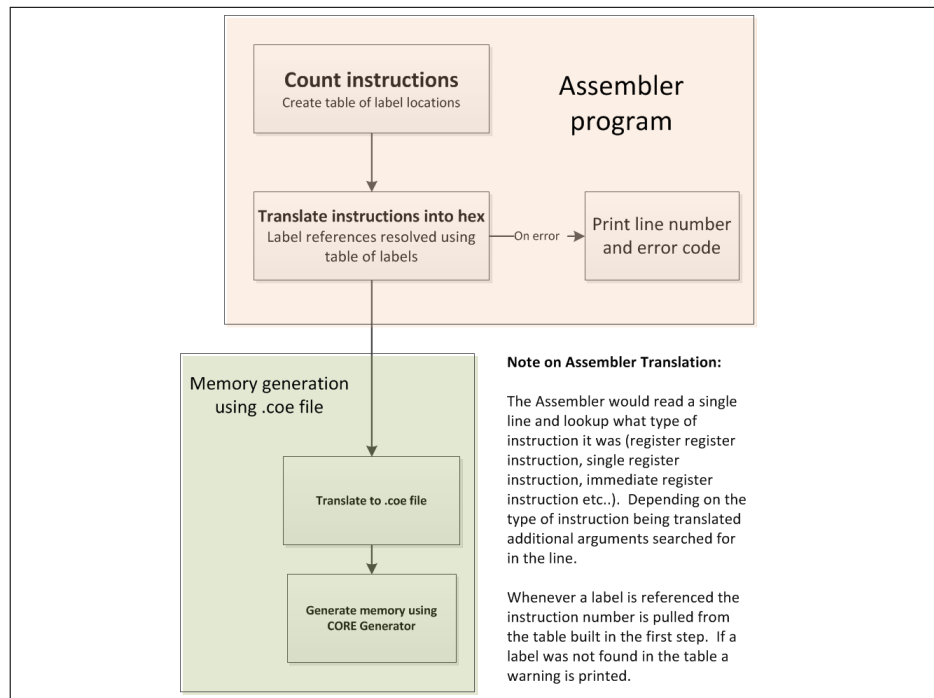 Count instructions
Create table of label locations
Assembler
program
Translate instructions into hex
Label references resolved using
table of labels
On error
Print line number
and error code
Memory generation
using .coe file
Translate to .coe file
Generate memory using
CORE Generator
Note on Assembler Translation:
The Assembler would read a single
line and lookup what type of
instruction it was (register register
instruction, single register
instruction, immediate register
instruction etc..).  Depending on the
type of instruction being translated
additional arguments searched for
in the line.
Whenever a label is referenced the
instruction number is pulled from
the table built in the first step.  If a
label was not found in the table a
warning is printed.